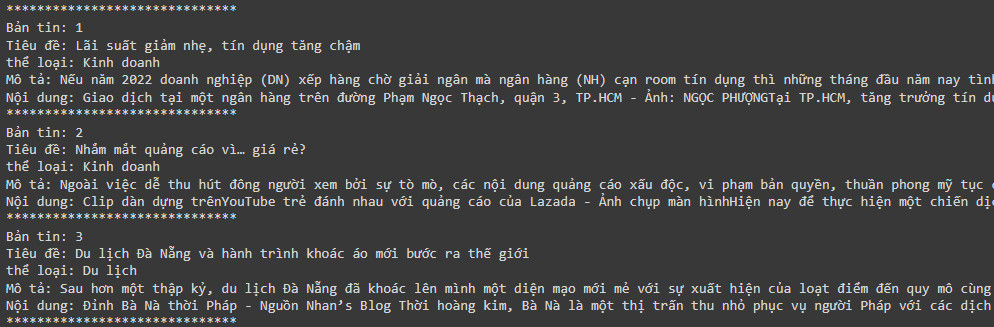 ******************************
Bản tin: 1
Tiêu đề: Lãi suất giảm nhẹ, tín dụng tăng chậm
thể loại: Kinh doanh
Mô tả: Nếu năm 2022 doanh nghiệp (DN) xếp hàng chờ giải ngân mà ngân hàng (NH) cạn room tín dụng thì những tháng đầu năm nay tìn
Nội dung: Giao dịch tại một ngân hàng trên đường Phạm Ngọc Thạch, quận 3, TP.HCM - Ảnh: NGỌC PHƯỢNGTại TP.HCM, tăng trưởng tín dụ
******************************
Bản tin: 2
Tiêu đề: Nhắm mắt quảng cáo vì… giá rẻ?
thể loại: Kinh doanh
Mô tả: Ngoài việc dễ thu hút đông người xem bởi sự tò mò, các nội dung quảng cáo xấu độc, vi phạm bản quyền, thuần phong mỹ tục
Nội dung: Clip dàn dựng trênYouTube trẻ đánh nhau với quảng cáo của Lazada - Ảnh chụp màn hìnhHiện nay để thực hiện một chiến dịc
******************************
Bản tin: 3
Tiêu đề: Du lịch Đà Nẵng và hành trình khoác áo mới bước ra thế giới
thể loại: Du lịch
Mô tả: Sau hơn một thập kỷ, du lịch Đà Nẵng đã khoác lên mình một diện mạo mới mẻ với sự xuất hiện của loạt điểm đến quy mô cùng
Nội dung: Đỉnh Bà Nà thời Pháp - Nguồn Nhan’s Blog Thời hoàng kim, Bà Nà là một thị trấn thu nhỏ phục vụ người Pháp với các dịch
******************************